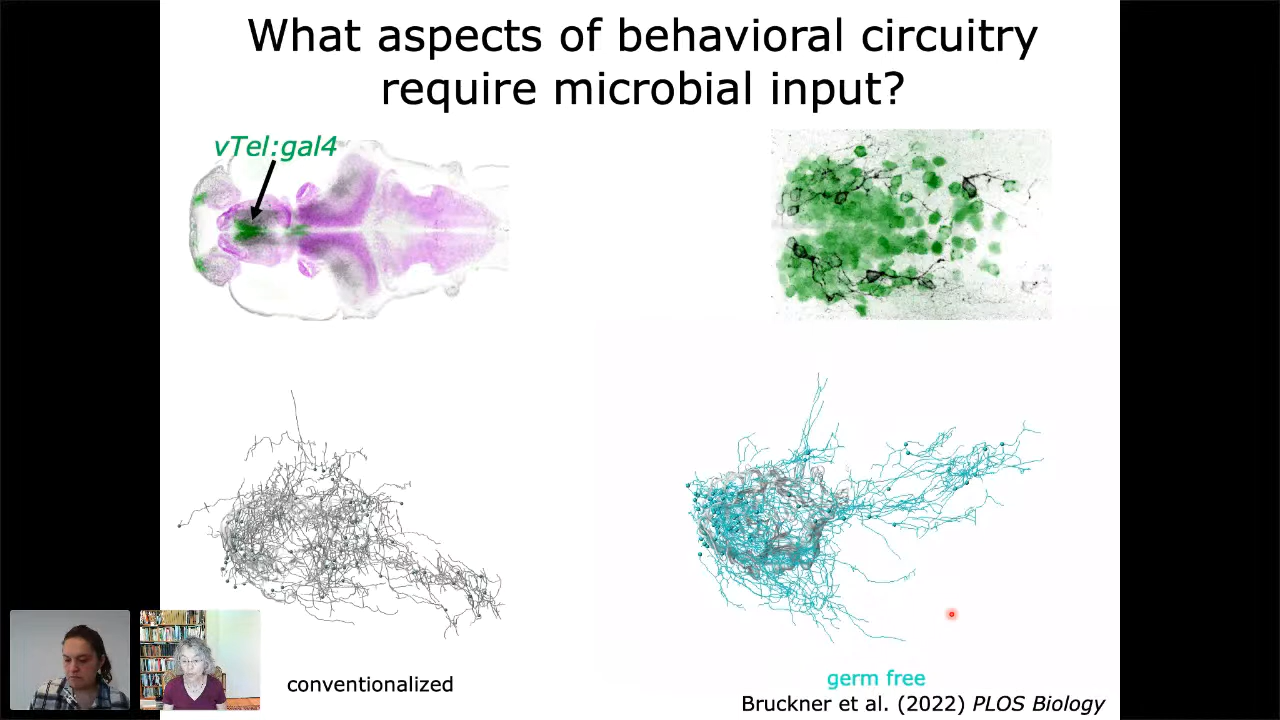 What aspects of behavioral circuitry
require microbial input?
vTel:gal4
conventionalized
germ free
Bruckner et al. (2022) PLOS Biology